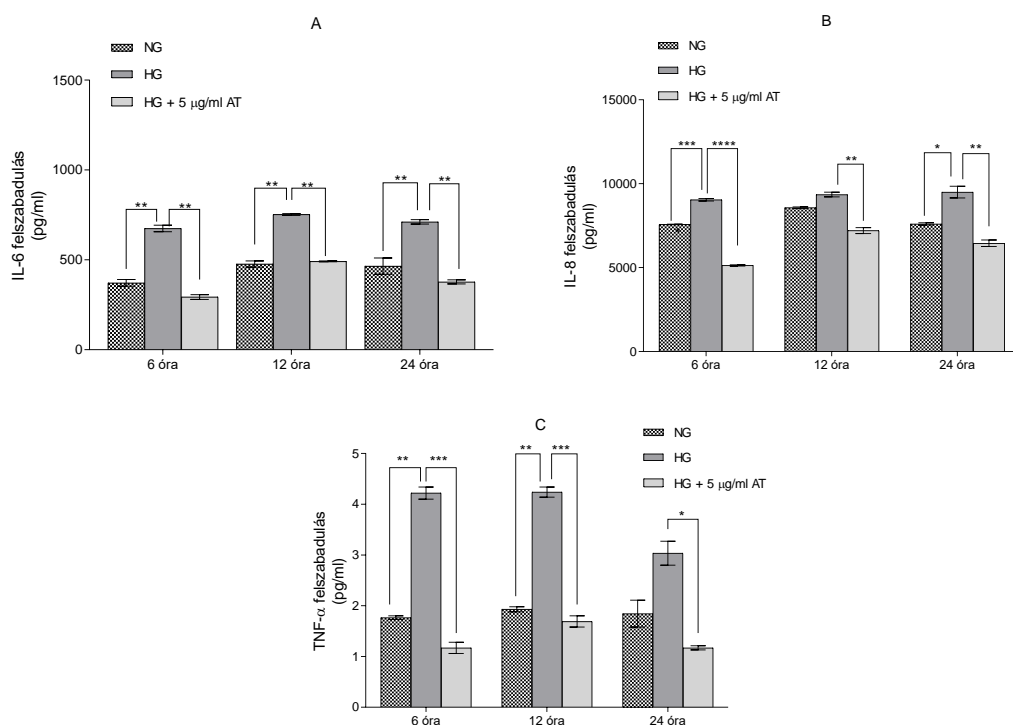 A
NG
HG
HG + 5 μg/ml AT
IL-6 felszabadulás
(pg/ml)
1500
1000
500
0
** ** ** ** ** **
6 óra 12 óra 24 óra
B
NG
HG
HG + 5 μg/ml AT
IL-8 felszabadulás
(pg/ml)
15000
10000
5000
0
*** **** ** * **
6 óra 12 óra 24 óra
C
NG
HG
HG + 5 μg/ml AT
TNF-α felszabadulás
(pg/ml)
5
4
3
2
1
0
** *** ** *** *
6 óra 12 óra 24 óra